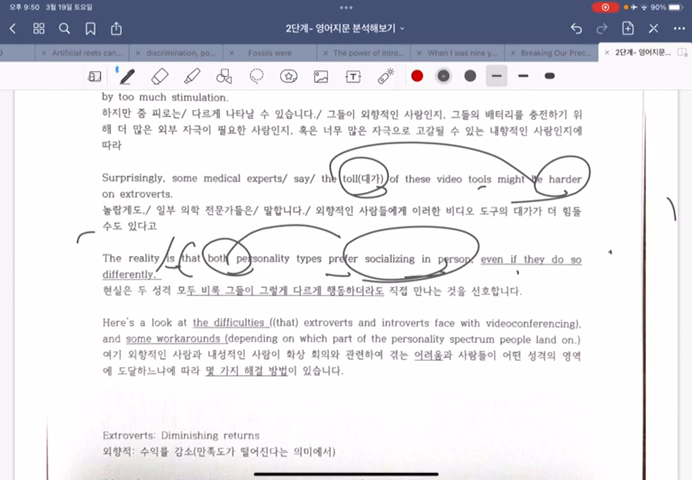 오후 9:50 3월 19일 토요일
90%
2단계- 영어지문 분석해보기
Artificial reets can...
discrimination, po...
Fossils were
The power of Intro...
When I was nine y...
Breaking Our Prec...
2단계- 영어지문...
by too much stimulation.
하지만 줌 피로는/ 다르게 나타날 수 있습니다./ 그들이 외향적인 사람인지, 그들의 배터리를 충전하기 위
해 더 많은 외부 자극이 필요한 사람인지, 혹은 너무 많은 자극으로 고갈될 수 있는 내향적인 사람인지에
따라
Surprisingly, some medical experts/ say/ the toll(대가) of these video tools might be harder
on extroverts.
놀랍게도,/ 일부 의학 전문가들은/ 말합니다./ 외향적인 사람들에게 이러한 비디오 도구의 대가가 더 힘들
수도 있다고
The reality is that both personality types prefer socializing in person, even if they do so
differently.
현실은 두 성격 모두 비록 그들이 그렇게 다르게 행동하더라도 직접 만나는 것을 선호합니다.
Here's a look at the difficulties ((that) extroverts and introverts face with videoconferencing),
and some workarounds (depending on which part of the personality spectrum people land on.)
여기 외향적인 사람과 내성적인 사람이 화상 회의와 관련하여 겪는 어려움과 사람들이 어떤 성격의 영역
에 도달하느냐에 따라 몇 가지 해결 방법이 있습니다.
Extroverts: Diminishing returns
외향적: 수익률 감소(만족도가 떨어진다는 의미에서)